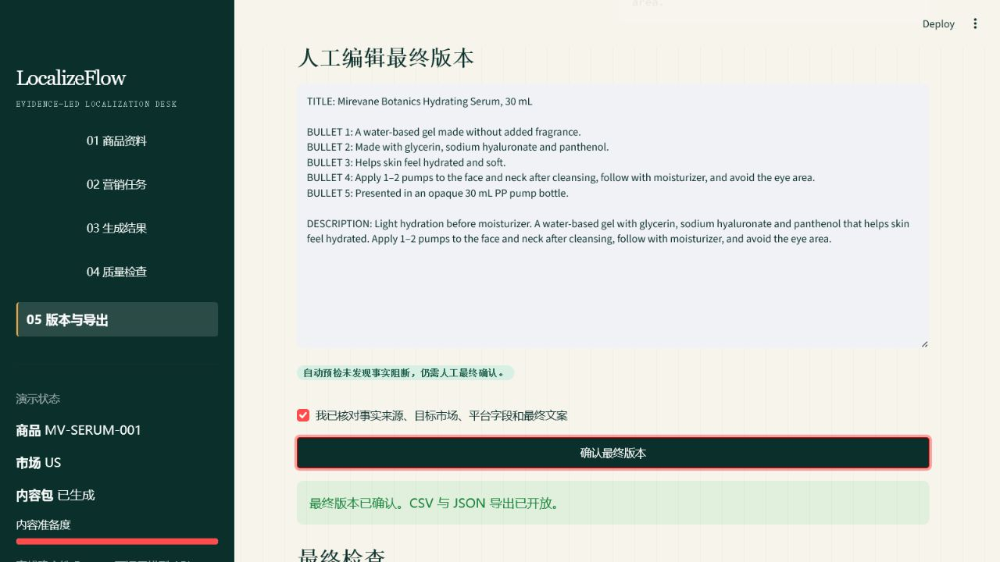 area.
Deploy
LocalizeFlow
EVIDENCE-LED LOCALIZATION DESK
01 商品资料
02 营销任务
03 生成结果
04 质量检查
05 版本与导出
演示状态
商品 MV-SERUM-001
市场 US
内容包 已生成
内容准备度
人工编辑最终版本
TITLE: Mirevane Botanics Hydrating Serum, 30 mL
BULLET 1: A water-based gel made without added fragrance.
BULLET 2: Made with glycerin, sodium hyaluronate and panthenol.
BULLET 3: Helps skin feel hydrated and soft.
BULLET 4: Apply 1–2 pumps to the face and neck after cleansing, follow with moisturizer, and avoid the eye area.
BULLET 5: Presented in an opaque 30 mL PP pump bottle.
DESCRIPTION: Light hydration before moisturizer. A water-based gel with glycerin, sodium hyaluronate and panthenol that helps skin
feel hydrated. Apply 1–2 pumps to the face and neck after cleansing, follow with moisturizer, and avoid the eye area.
自动预检未发现事实阻断，仍需人工最终确认。
我已核对事实来源、目标市场、平台字段和最终文案
确认最终版本
最终版本已确认。CSV 与 JSON 导出已开放。
最终检查